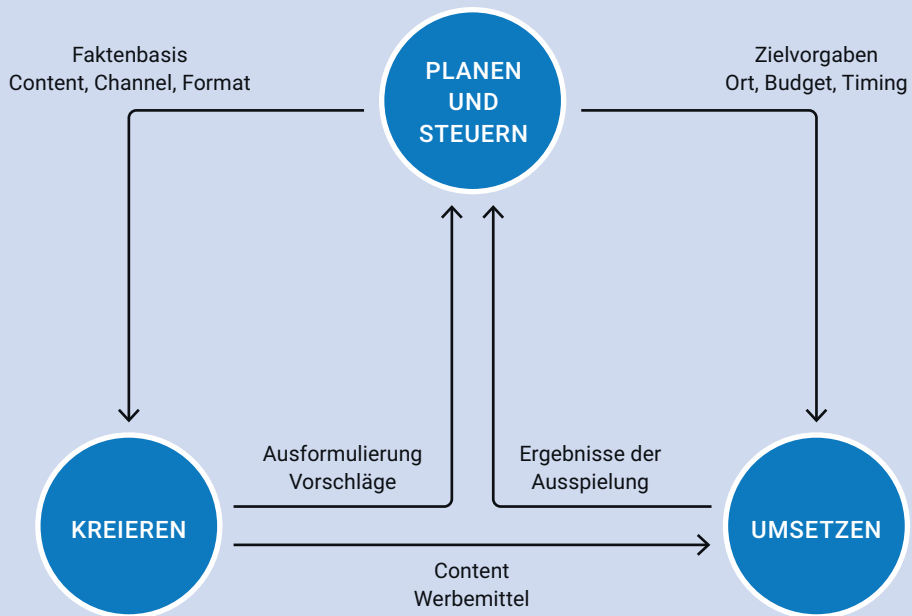 Faktenbasis
Content, Channel, Format
PLANEN
UND
STEUERN
Zielvorgaben
Ort, Budget, Timing
Ausformulierung
Vorschläge
Ergebnisse der
Ausspielung
KREIEREN
UMSETZEN
Content
Werbemittel